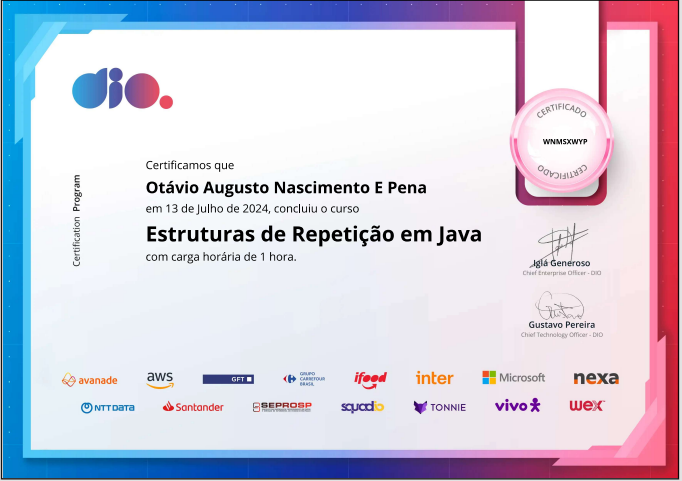 dio.
CERTIFICADO
WNMSXWYP
CERTIFICADO
Certification Program
Certificamos que
Otávio Augusto Nascimento E Pena
em 13 de Julho de 2024, concluiu o curso
Estruturas de Repetição em Java
com carga horária de 1 hora.
Iglá Generoso
Chief Enterprise Officer - DIO
Gustavo Pereira
Chief Technology Officer - DIO
avanade aws GFT GRUPO CARREFOUR BRASIL ifood inter Microsoft nexa
NTT DATA Santander SEPROSP squadio TONNIE vivo wex